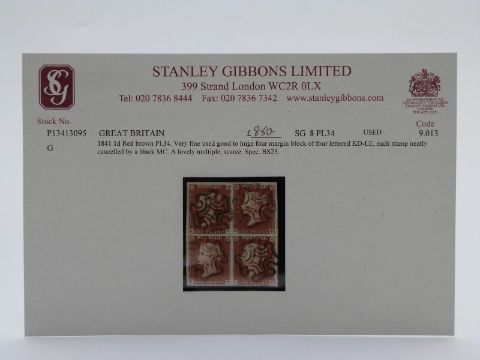 STANLEY GIBBONS LIMITED
399 Strand London WC2R 0LX
Tel: 020 7836 8444 Fax: 020 7836 7342 www.stanleygibbons.com
SG
Stock No. Code
P13413095 GREAT BRITAIN £850 SG 8 PL34 USED 9.013
G 1841 1d Red brown PL34. Very fine used good to huge four margin block of four lettered KD-LE, each stamp neatly
cancelled by a black MC. A lovely multiple, scarce. Spec. BS23.